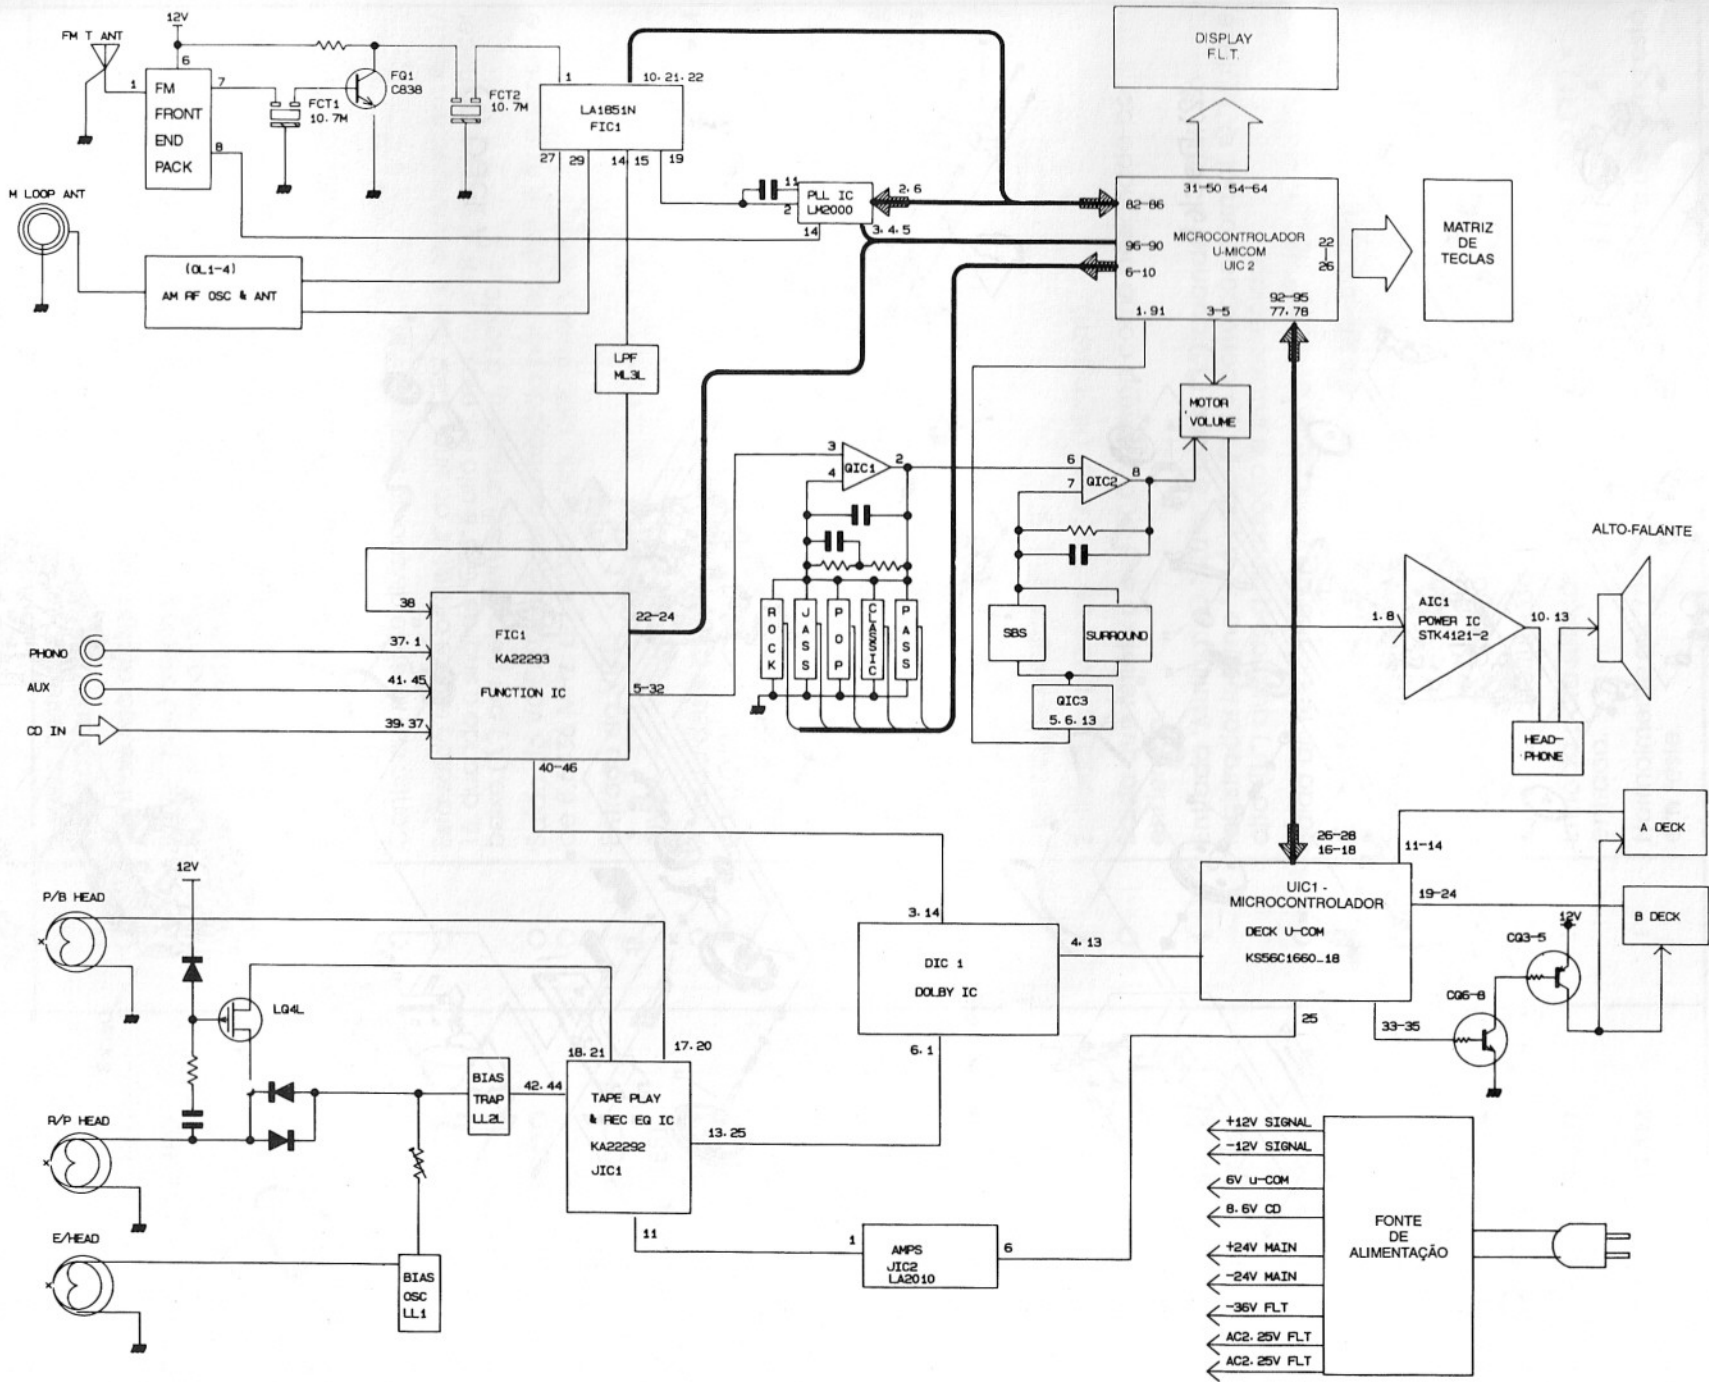 12V
FM T ANT
6
1
7
8
FM
FRONT
END
PACK
FCT1
10.7M
FQ1
C838
FCT2
10.7M
1
10.21.22
LA1851N
FIC1
27
29
14.15
19
DISPLAY
F.L.T.
M LOOP ANT
(OL1-4)
AM RF OSC & ANT
11
2
14
PLL IC
LM2000
2.6
3.4.5
31-50 54-64
82-86
96-90
6-10
MICROCONTROLADOR
U-MICOM
UIC 2
22
26
92-95
77.78
1.91
3-5
MATRIZ
DE
TECLAS
LPF
ML3L
MOTOR
VOLUME
3
4
QIC1
2
6
7
QIC2
8
ROCK
JASS
POP
CLASSIC
PASS
SBS
SURROUND
QIC3
5.6.13
ALTO-FALANTE
1.8
AIC1
POWER IC
STK4121-2
10.13
HEAD-
PHONE
38
37.1
41.45
39.37
PHONO
AUX
CD IN
FIC1
KA22293
FUNCTION IC
22-24
5-32
40-46
12V
P/B HEAD
LQ4L
R/P HEAD
E/HEAD
BIAS
TRAP
LL2L
42.44
18.21
17.20
TAPE PLAY
& REC EQ IC
KA22292
JIC1
13.25
11
BIAS
OSC
LL1
3.14
DIC 1
DOLBY IC
4.13
6.1
1
AMPS
JIC2
LA2010
6
26-28
16-18
UIC1 -
MICROCONTROLADOR
DECK U-COM
KS56C1660_18
11-14
19-24
25
33-35
A DECK
B DECK
12V
CQ3-5
CQ6-8
+12V SIGNAL
-12V SIGNAL
6V u-COM
8.6V CD
+24V MAIN
-24V MAIN
-36V FLT
AC2.25V FLT
AC2.25V FLT
FONTE
DE
ALIMENTAÇÃO